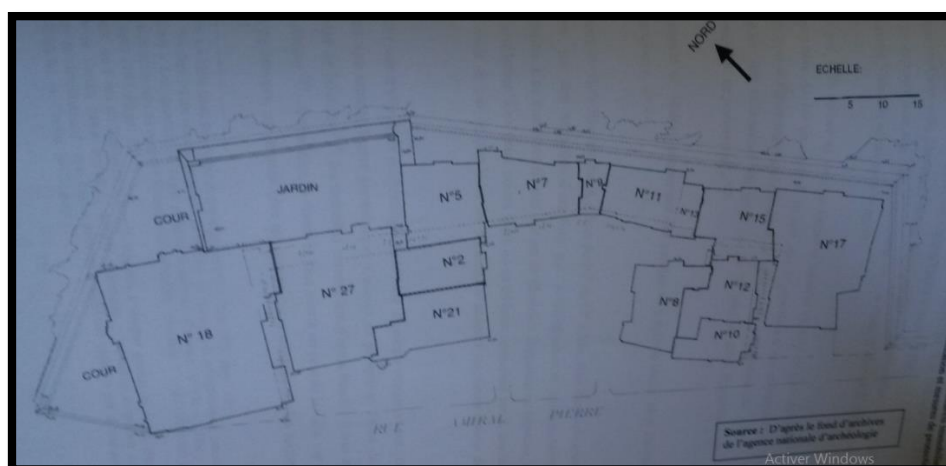 NORD
ECHELLE:
5 10 15
JARDIN
COUR
N°5
N°7
N°9
N°11
N°13
N°15
N°17
N°2
N° 27
N°21
N° 18
COUR
N°8
N°12
N°10
RUE AMIRAL PIERRE
Source : D'après le fond d'archives
de l'agence nationale d'archéologie
Activer Windows